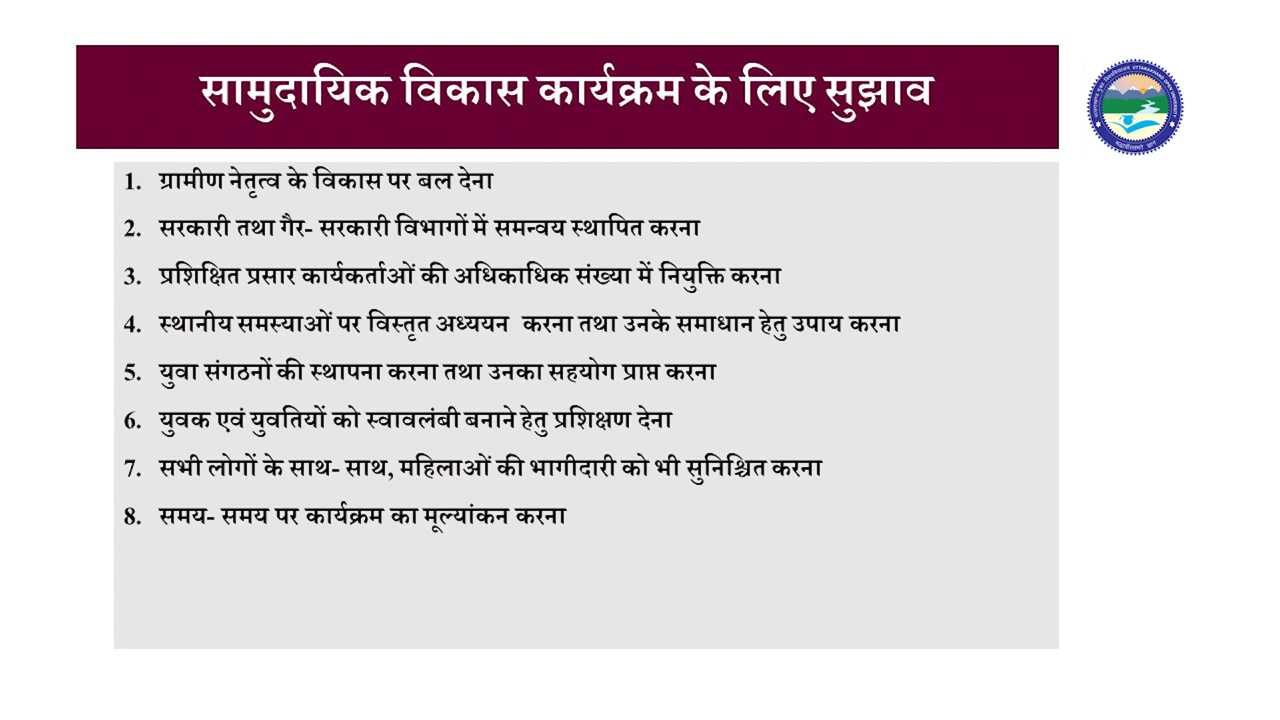 सामुदायिक विकास कार्यक्रम के लिए सुझाव
1. ग्रामीण नेतृत्व के विकास पर बल देना
2. सरकारी तथा गैर- सरकारी विभागों में समन्वय स्थापित करना
3. प्रशिक्षित प्रसार कार्यकर्ताओं की अधिकाधिक संख्या में नियुक्ति करना
4. स्थानीय समस्याओं पर विस्तृत अध्ययन करना तथा उनके समाधान हेतु उपाय करना
5. युवा संगठनों की स्थापना करना तथा उनका सहयोग प्राप्त करना
6. युवक एवं युवतियों को स्वावलंबी बनाने हेतु प्रशिक्षण देना
7. सभी लोगों के साथ- साथ, महिलाओं की भागीदारी को भी सुनिश्चित करना
8. समय- समय पर कार्यक्रम का मूल्यांकन करना